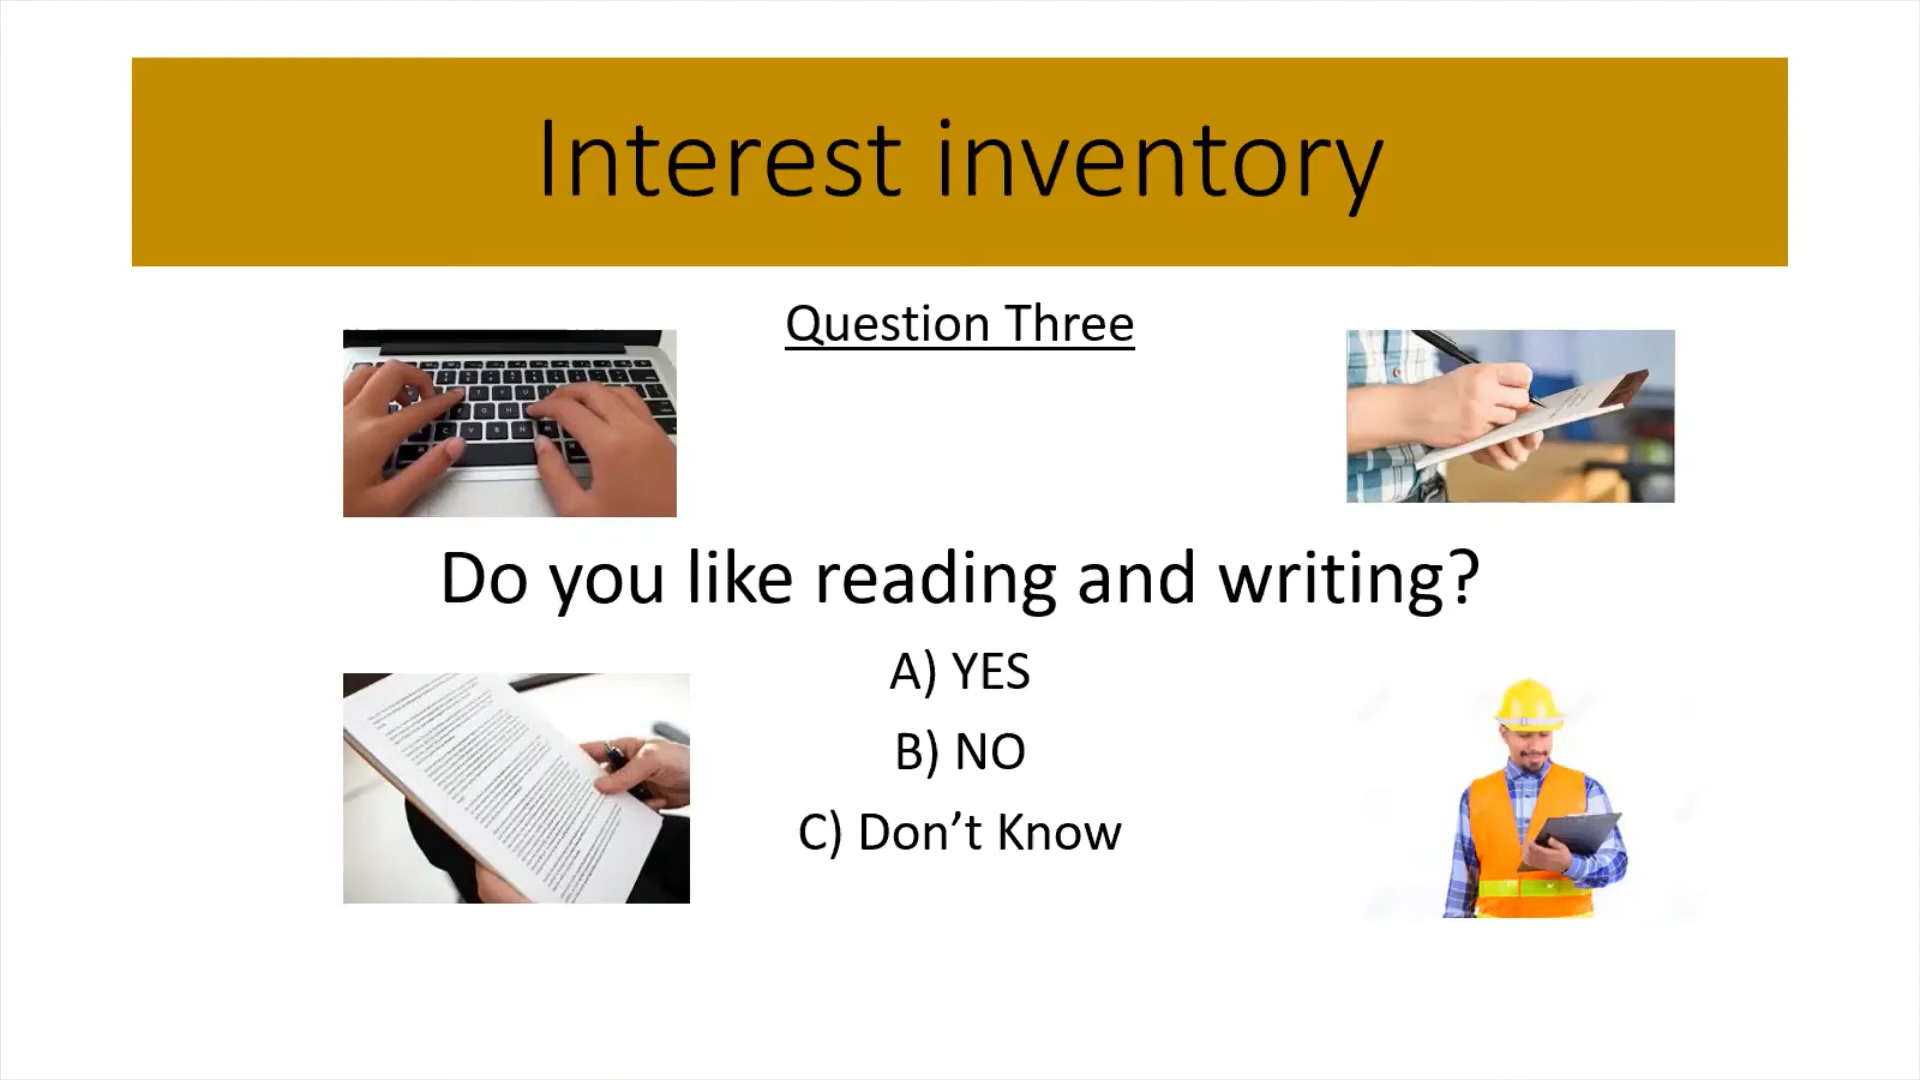 Interest inventory
Question Three
Do you like reading and writing?
A) YES
B) NO
C) Don’t Know